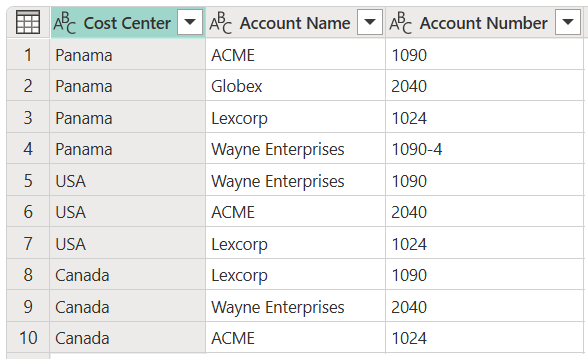 ABC Cost Center ABC Account Name ABC Account Number
1 Panama ACME 1090
2 Panama Globex 2040
3 Panama Lexcorp 1024
4 Panama Wayne Enterprises 1090-4
5 USA Wayne Enterprises 1090
6 USA ACME 2040
7 USA Lexcorp 1024
8 Canada Lexcorp 1090
9 Canada Wayne Enterprises 2040
10 Canada ACME 1024